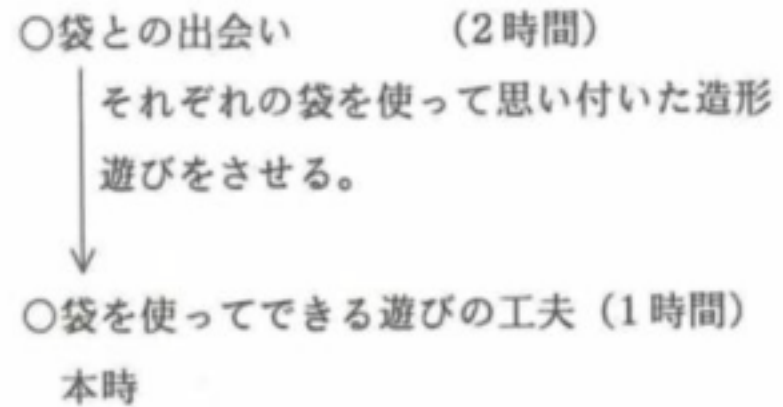 ○袋との出会い　　　　（2時間）
それぞれの袋を使って思い付いた造形
遊びをさせる。
○袋を使ってできる遊びの工夫（1時間）
本時